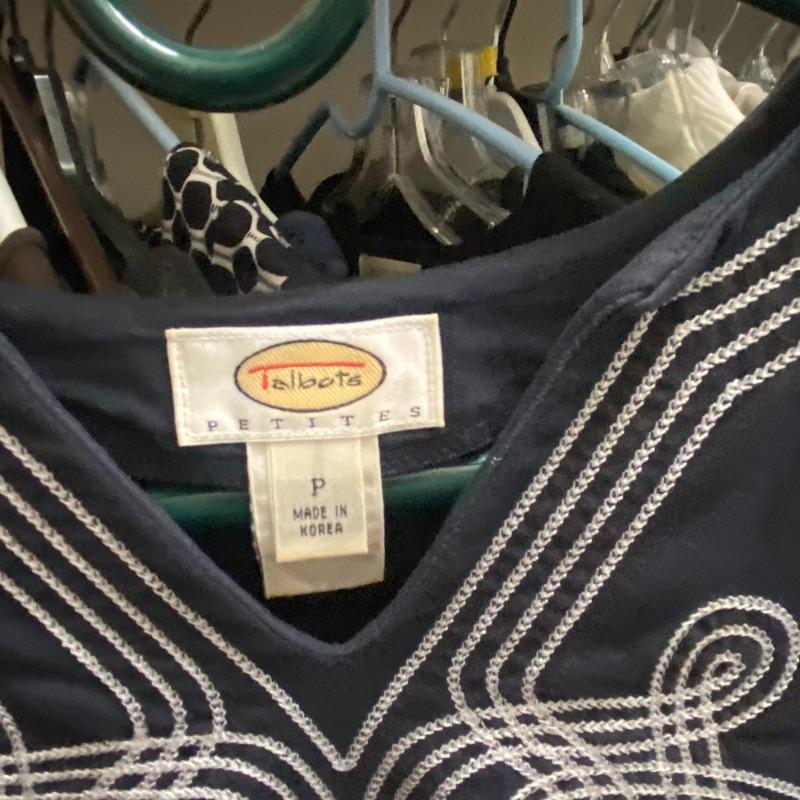 Talbots
PETITES
P
MADE IN
KOREA